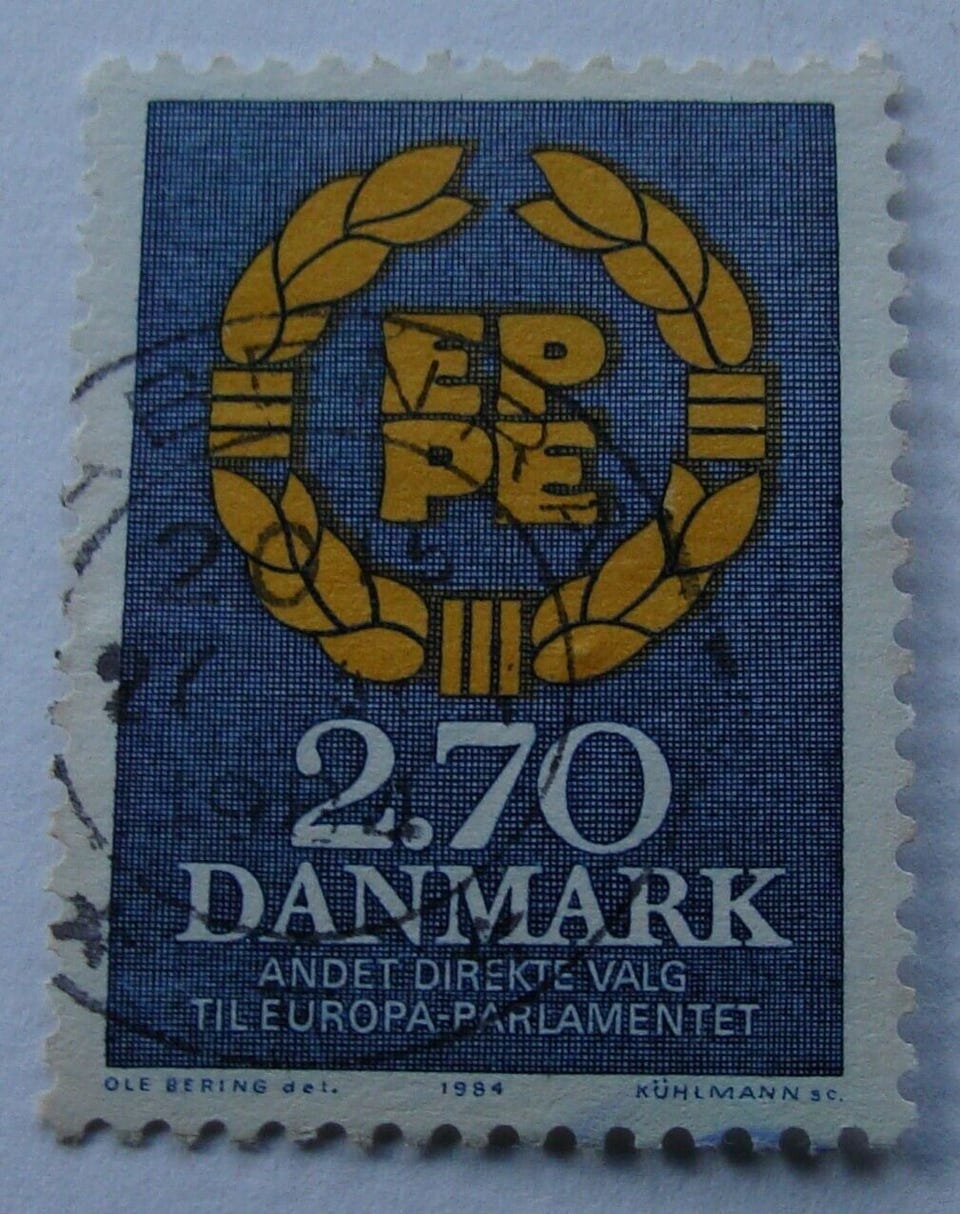 EP
PE
2.70
DANMARK
ANDET DIREKTE VALG
TIL EUROPA-PARLAMENTET
OLE BERING det. 1984 KÜHLMANN sc.